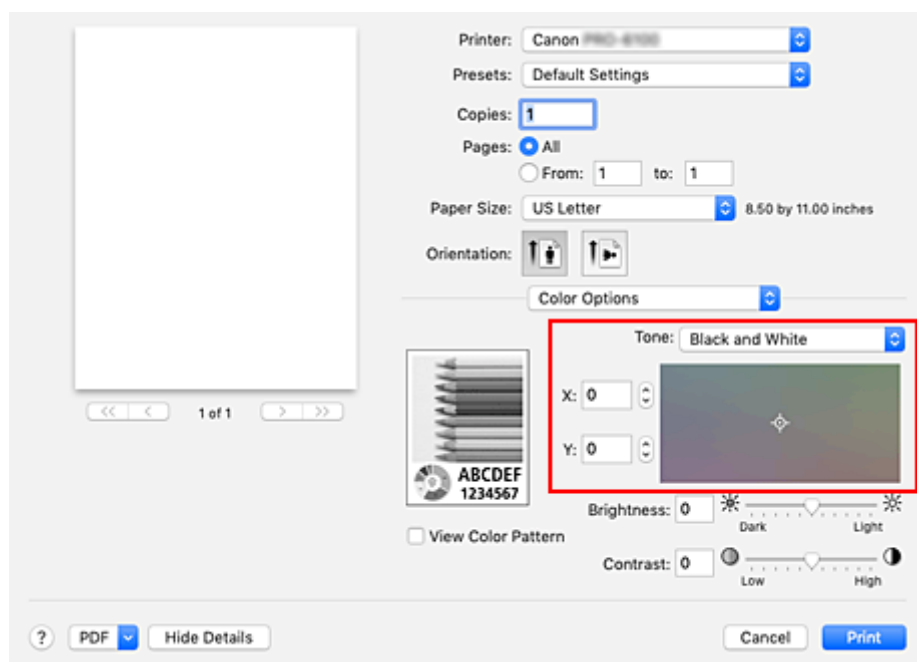 Printer: Canon
Presets: Default Settings
Copies: 1
Pages: All
From: 1 to: 1
Paper Size: US Letter 8.50 by 11.00 inches
Orientation:
Color Options
Tone: Black and White
X: 0
Y: 0
1 of 1
ABCDEF
1234567
Brightness: 0
Dark Light
View Color Pattern
Contrast: 0
Low High
? PDF Hide Details Cancel Print